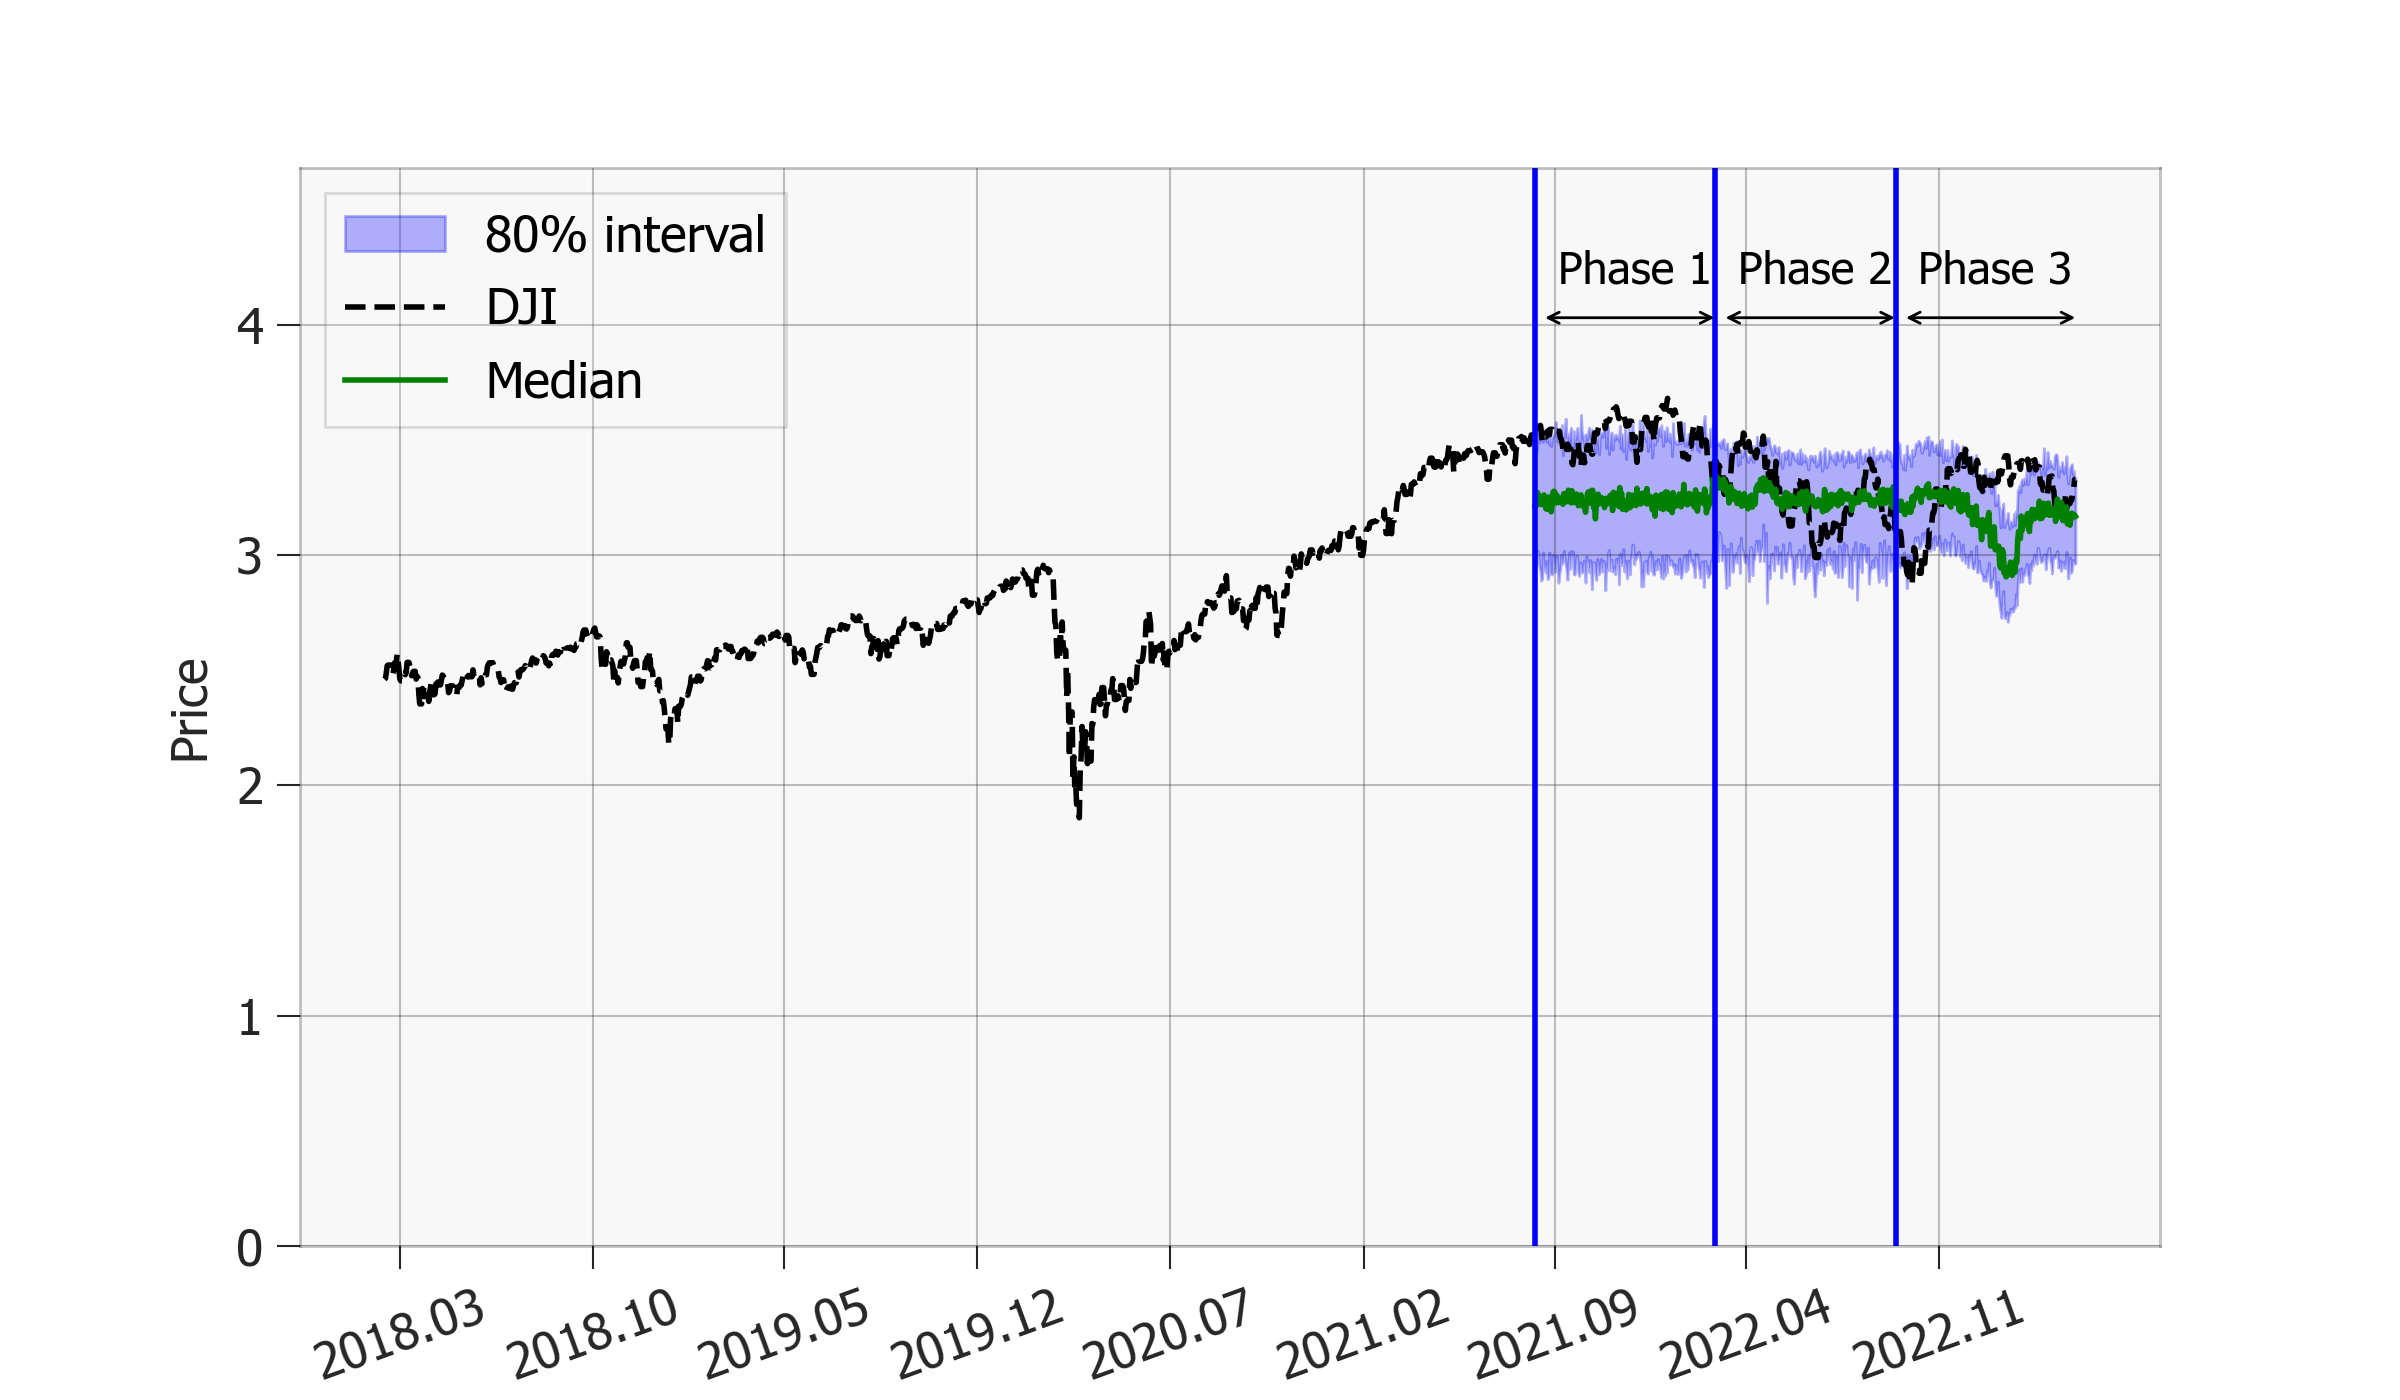 80% interval
DJI
Median
Phase 1
Phase 2
Phase 3
4
3
2
1
0
Price
2018.03
2018.10
2019.05
2019.12
2020.07
2021.02
2021.09
2022.04
2022.11